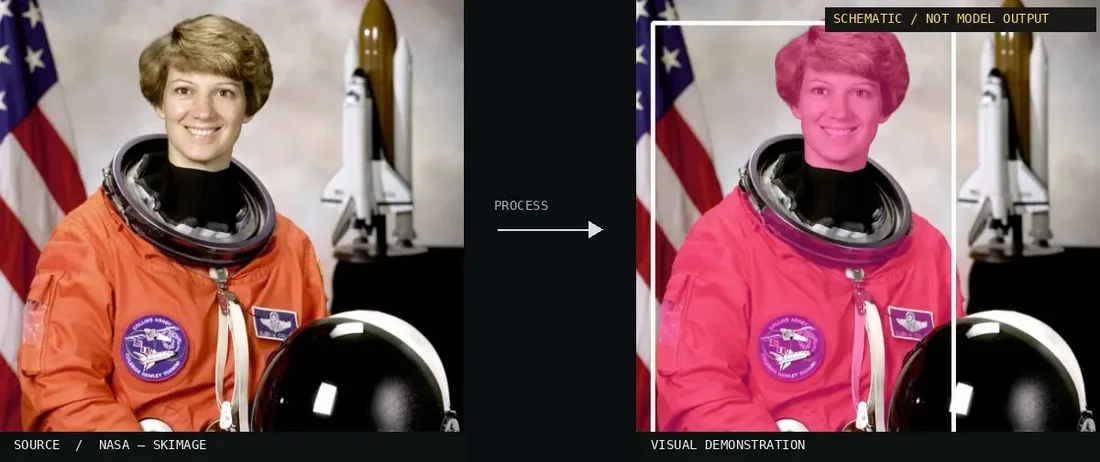 SCHEMATIC / NOT MODEL OUTPUT
PROCESS
SOURCE / NASA — SKIMAGE
VISUAL DEMONSTRATION